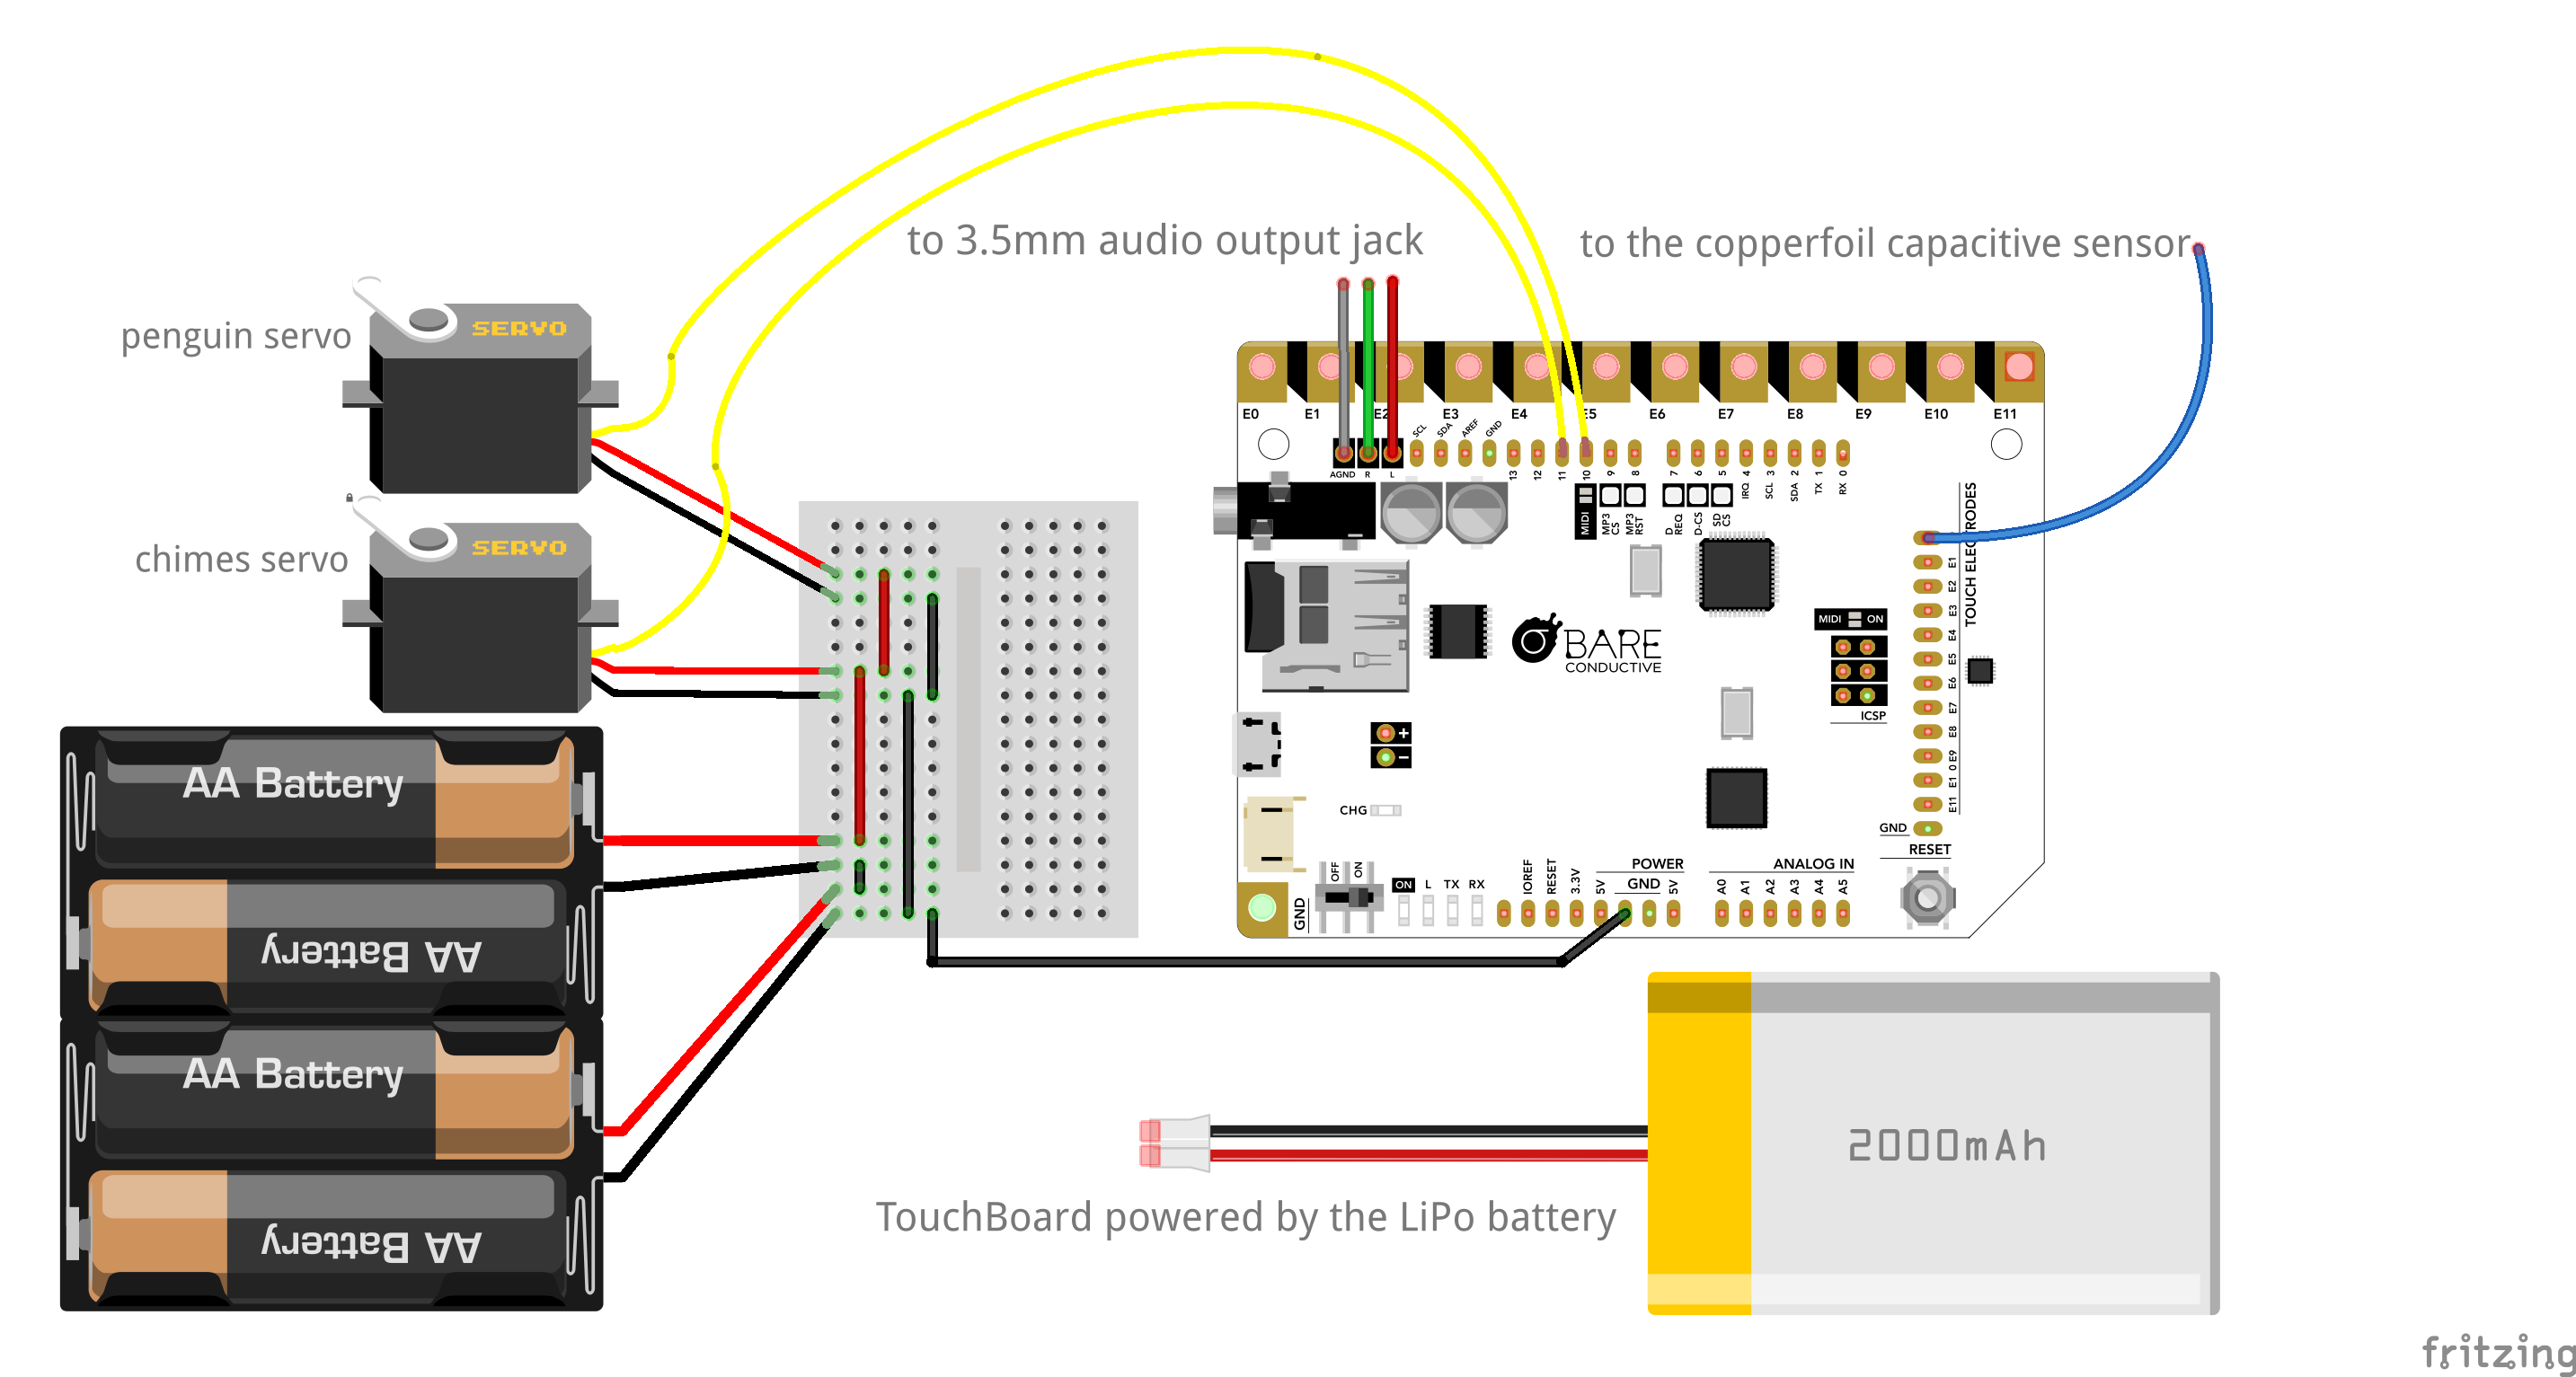 to 3.5mm audio output jack
to the copperfoil capacitive sensor
penguin servo
SERVO
chimes servo
SERVO
E0 E1 E2 E3 E4 E5 E6 E7 E8 E9 E10 E11
SCL SDA AREF GND
AGND R L 13 12 11 10 9 8 7 6 5 IRQ 4 SCL 3 SDA 2 TX 1 RX 0
MIDI MP3 CS MP3 RST D REQ D-CS SD CS
TOUCH ELECTRODES
E1
E2
E3
E4
E5
E6
E7
E8
E9
E10
E11
BARE
CONDUCTIVE
MIDI ON
ICSP
+
-
CHG
GND
RESET
OFF ON
GND
ON L TX RX
IOREF RESET 3.3V 5V GND 5V
POWER
ANALOG IN
A0 A1 A2 A3 A4 A5
AA Battery
AA Battery
AA Battery
AA Battery
2000mAh
TouchBoard powered by the LiPo battery
fritzing